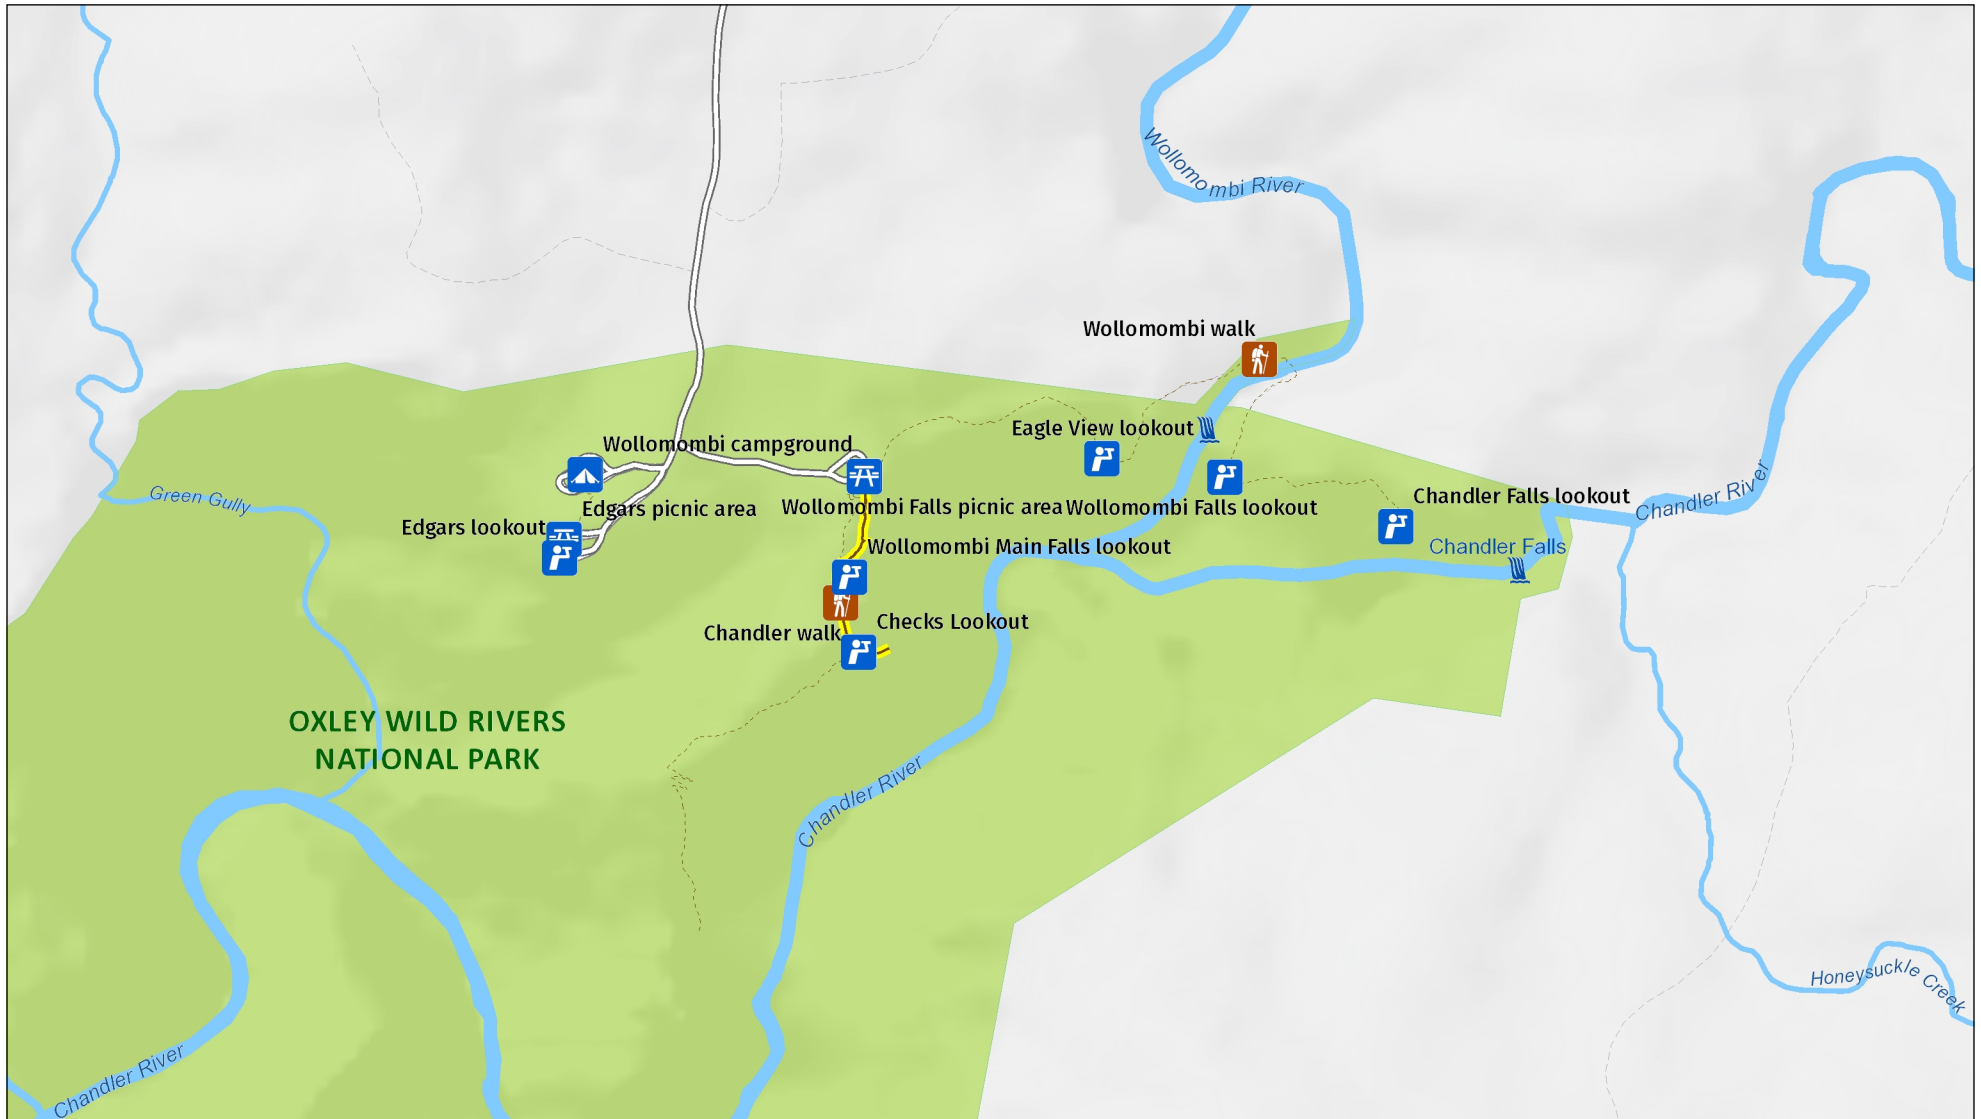 Wollomombi River
Wollomombi walk
Eagle View lookout
Wollomombi campground
Chandler River
Green Gully
Edgars picnic area
Wollomombi Falls picnic area
Wollomombi Falls lookout
Chandler Falls lookout
Edgars lookout
Wollomombi Main Falls lookout
Chandler Falls
Checks Lookout
Chandler walk
OXLEY WILD RIVERS
NATIONAL PARK
Chandler River
Honeysuckle Creek
Chandler River